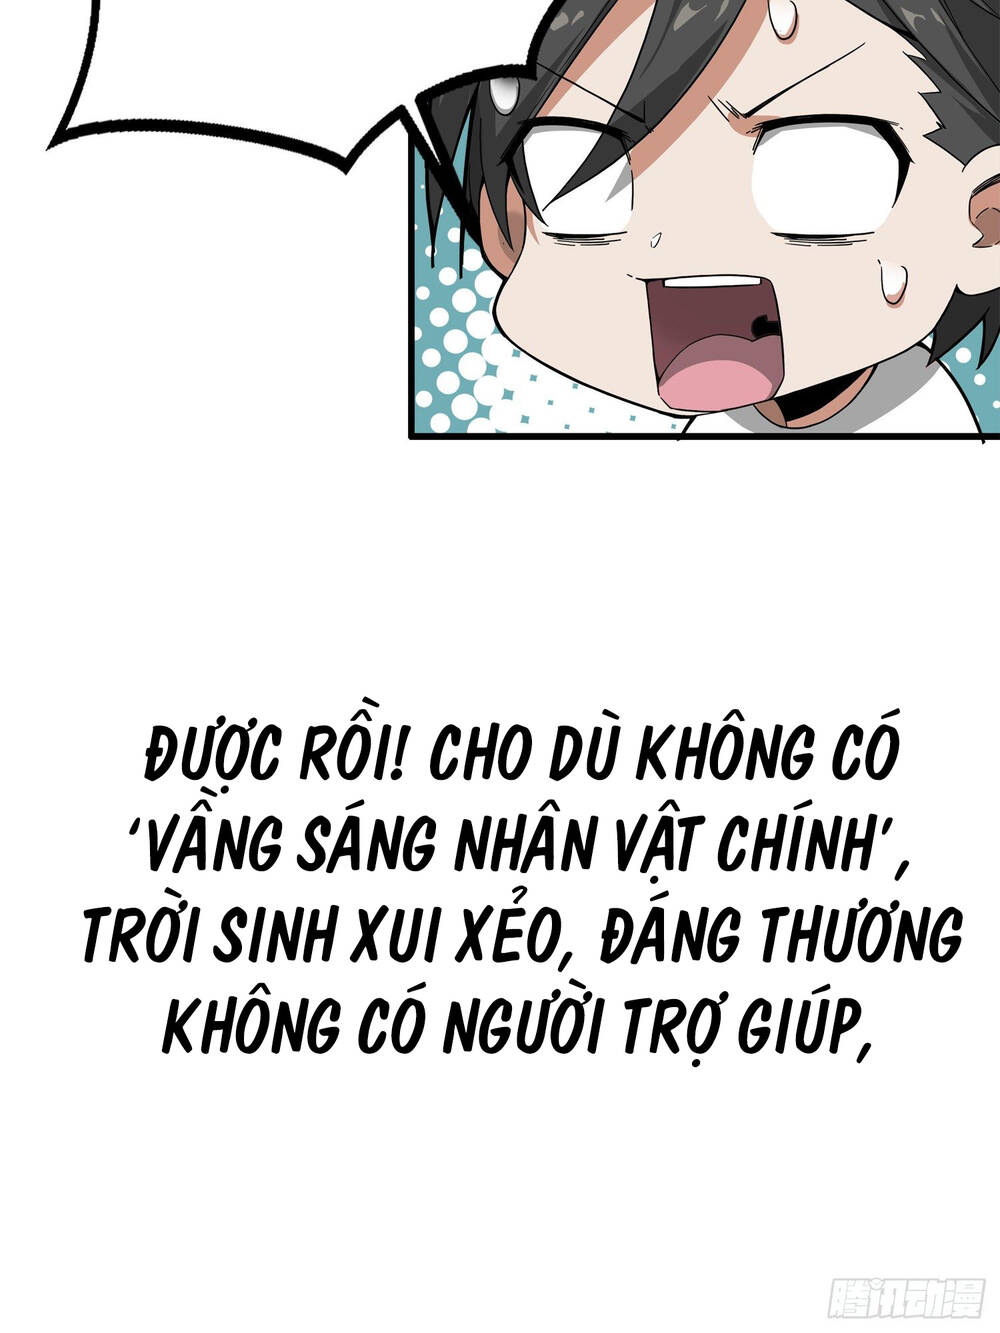 ĐƯỢC RỒI! CHO DÙ KHÔNG CÓ
‘VẦNG SÁNG NHÂN VẬT CHÍNH’,
TRỜI SINH XUI XẺO, ĐÁNG THƯƠNG
KHÔNG CÓ NGƯỜI TRỢ GIÚP,
腾讯动漫